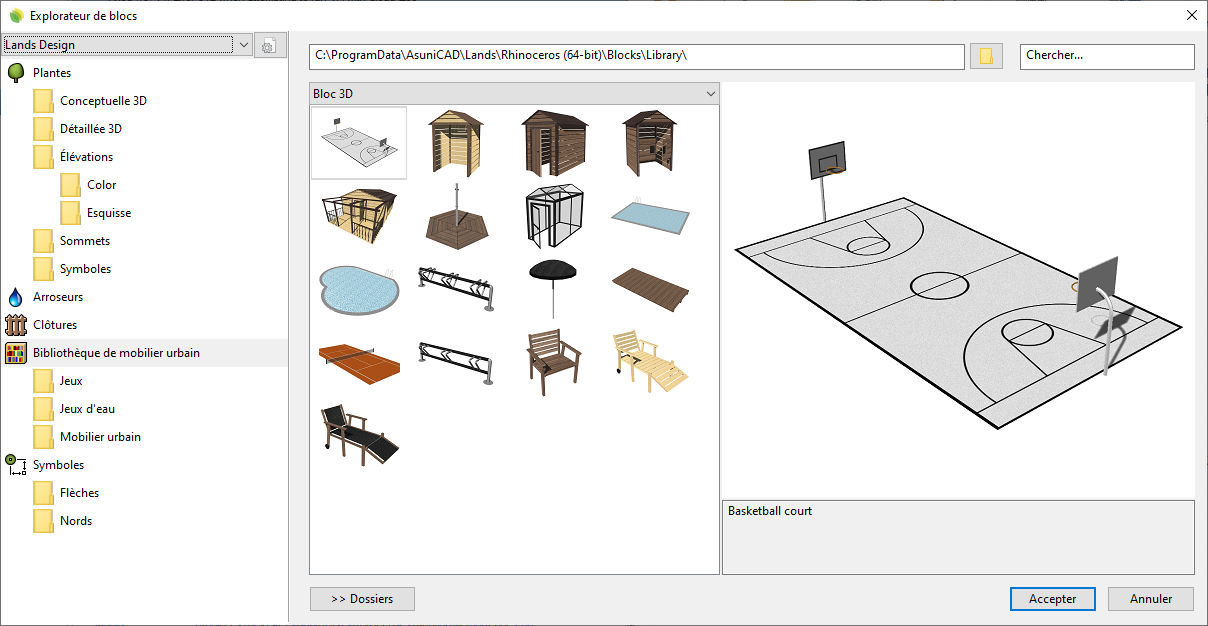 Explorateur de blocs
Lands Design
Plantes
Conceptuelle 3D
Détaillée 3D
Élévations
Color
Esquisse
Sommets
Symboles
Arroseurs
Clôtures
Bibliothèque de mobilier urbain
Jeux
Jeux d'eau
Mobilier urbain
Symboles
Flèches
Nords
C:\ProgramData\AsuniCAD\Lands\Rhinoceros (64-bit)\Blocks\Library\
Chercher...
Bloc 3D
Basketball court
>> Dossiers
Accepter
Annuler